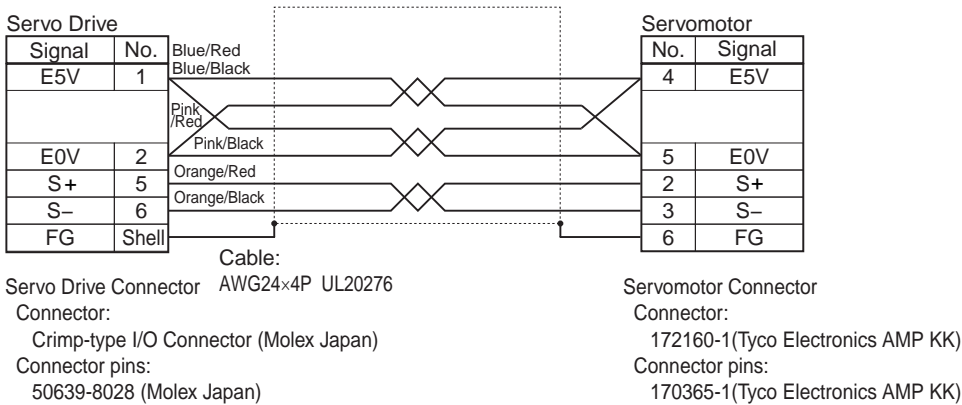 Servo Drive
Servomotor
Signal No. Blue/Red
No. Signal
Blue/Black
E5V 1
4 E5V
Pink
/Red
Pink/Black
E0V 2
5 E0V
Orange/Red
S+ 5
2 S+
Orange/Black
S− 6
3 S−
FG Shell
6 FG
Cable:
AWG24×4P UL20276
Servo Drive Connector
Connector:
Crimp-type I/O Connector (Molex Japan)
Connector pins:
50639-8028 (Molex Japan)
Servomotor Connector
Connector:
172160-1(Tyco Electronics AMP KK)
Connector pins:
170365-1(Tyco Electronics AMP KK)